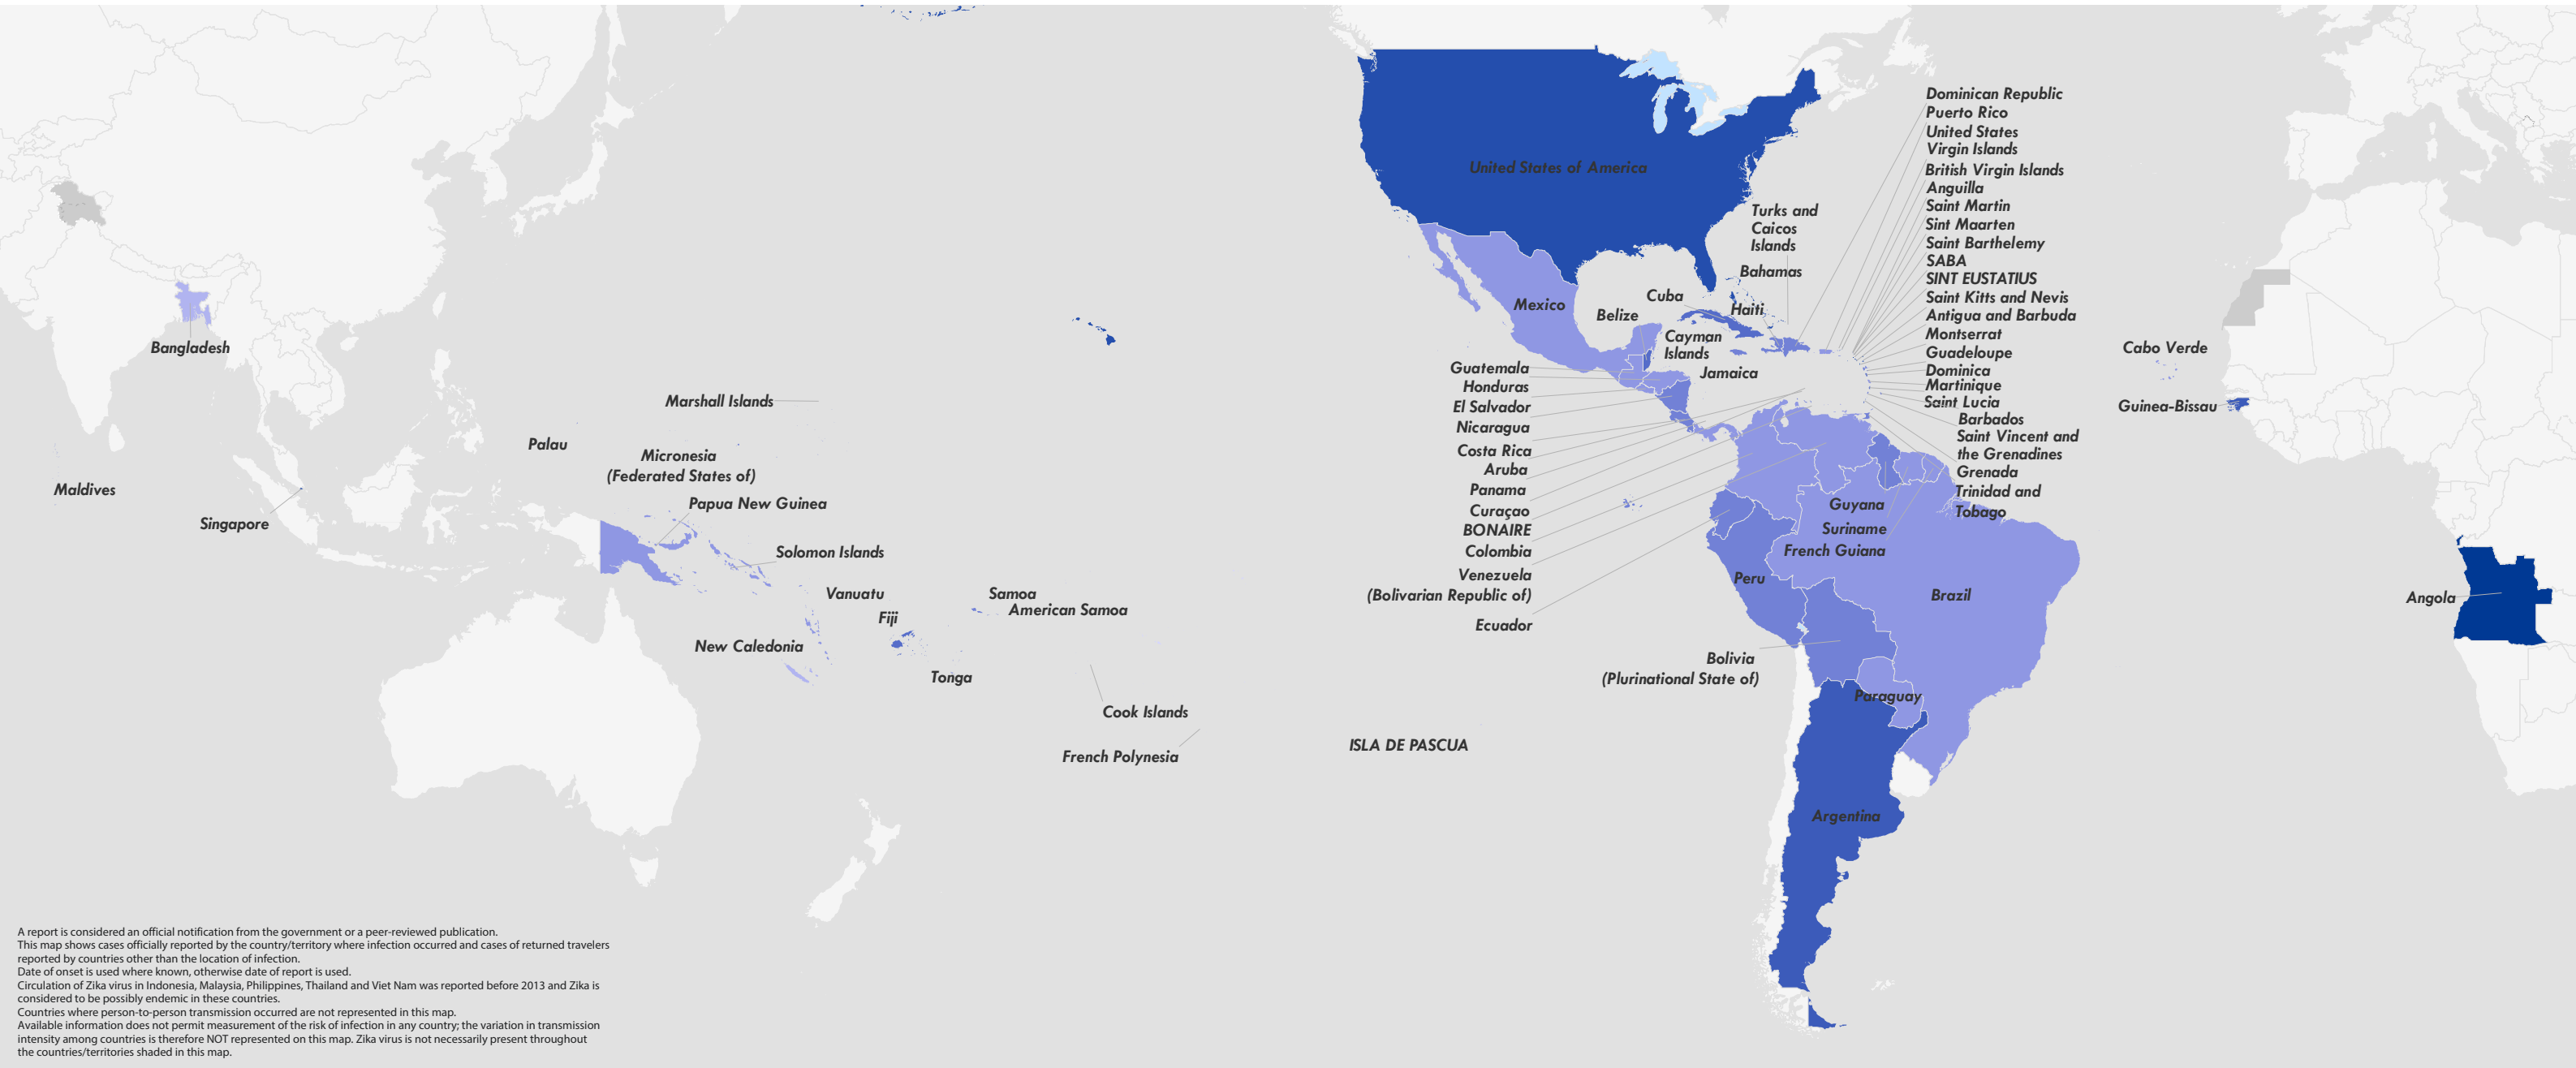 Dominican Republic
Puerto Rico
United States
Virgin Islands
British Virgin Islands
Anguilla
Saint Martin
Sint Maarten
Saint Barthelemy
SABA
SINT EUSTATIUS
Saint Kitts and Nevis
Antigua and Barbuda
Montserrat
Guadeloupe
Dominica
Martinique
Saint Lucia
Barbados
Saint Vincent and
the Grenadines
Grenada
Trinidad and
Tobago
United States of America
Turks and
Caicos
Islands
Bahamas
Cuba
Haiti
Mexico
Belize
Cayman
Islands
Jamaica
Guatemala
Honduras
El Salvador
Nicaragua
Costa Rica
Aruba
Panama
Curaçao
BONAIRE
Colombia
Venezuela
(Bolivarian Republic of)
Ecuador
Guyana
Suriname
French Guiana
Peru
Brazil
Bolivia
(Plurinational State of)
Paraguay
Argentina
Cabo Verde
Guinea-Bissau
Angola
Bangladesh
Maldives
Singapore
Marshall Islands
Palau
Micronesia
(Federated States of)
Papua New Guinea
Solomon Islands
Vanuatu
Samoa
American Samoa
Fiji
New Caledonia
Tonga
Cook Islands
French Polynesia
ISLA DE PASCUA
A report is considered an official notification from the government or a peer-reviewed publication.
This map shows cases officially reported by the country/territory where infection occurred and cases of returned travelers
reported by countries other than the location of infection.
Date of onset is used where known, otherwise date of report is used.
Circulation of Zika virus in Indonesia, Malaysia, Philippines, Thailand and Viet Nam was reported before 2013 and Zika is
considered to be possibly endemic in these countries.
Countries where person-to-person transmission occurred are not represented in this map.
Available information does not permit measurement of the risk of infection in any country; the variation in transmission
intensity among countries is therefore NOT represented on this map. Zika virus is not necessarily present throughout
the countries/territories shaded in this map.